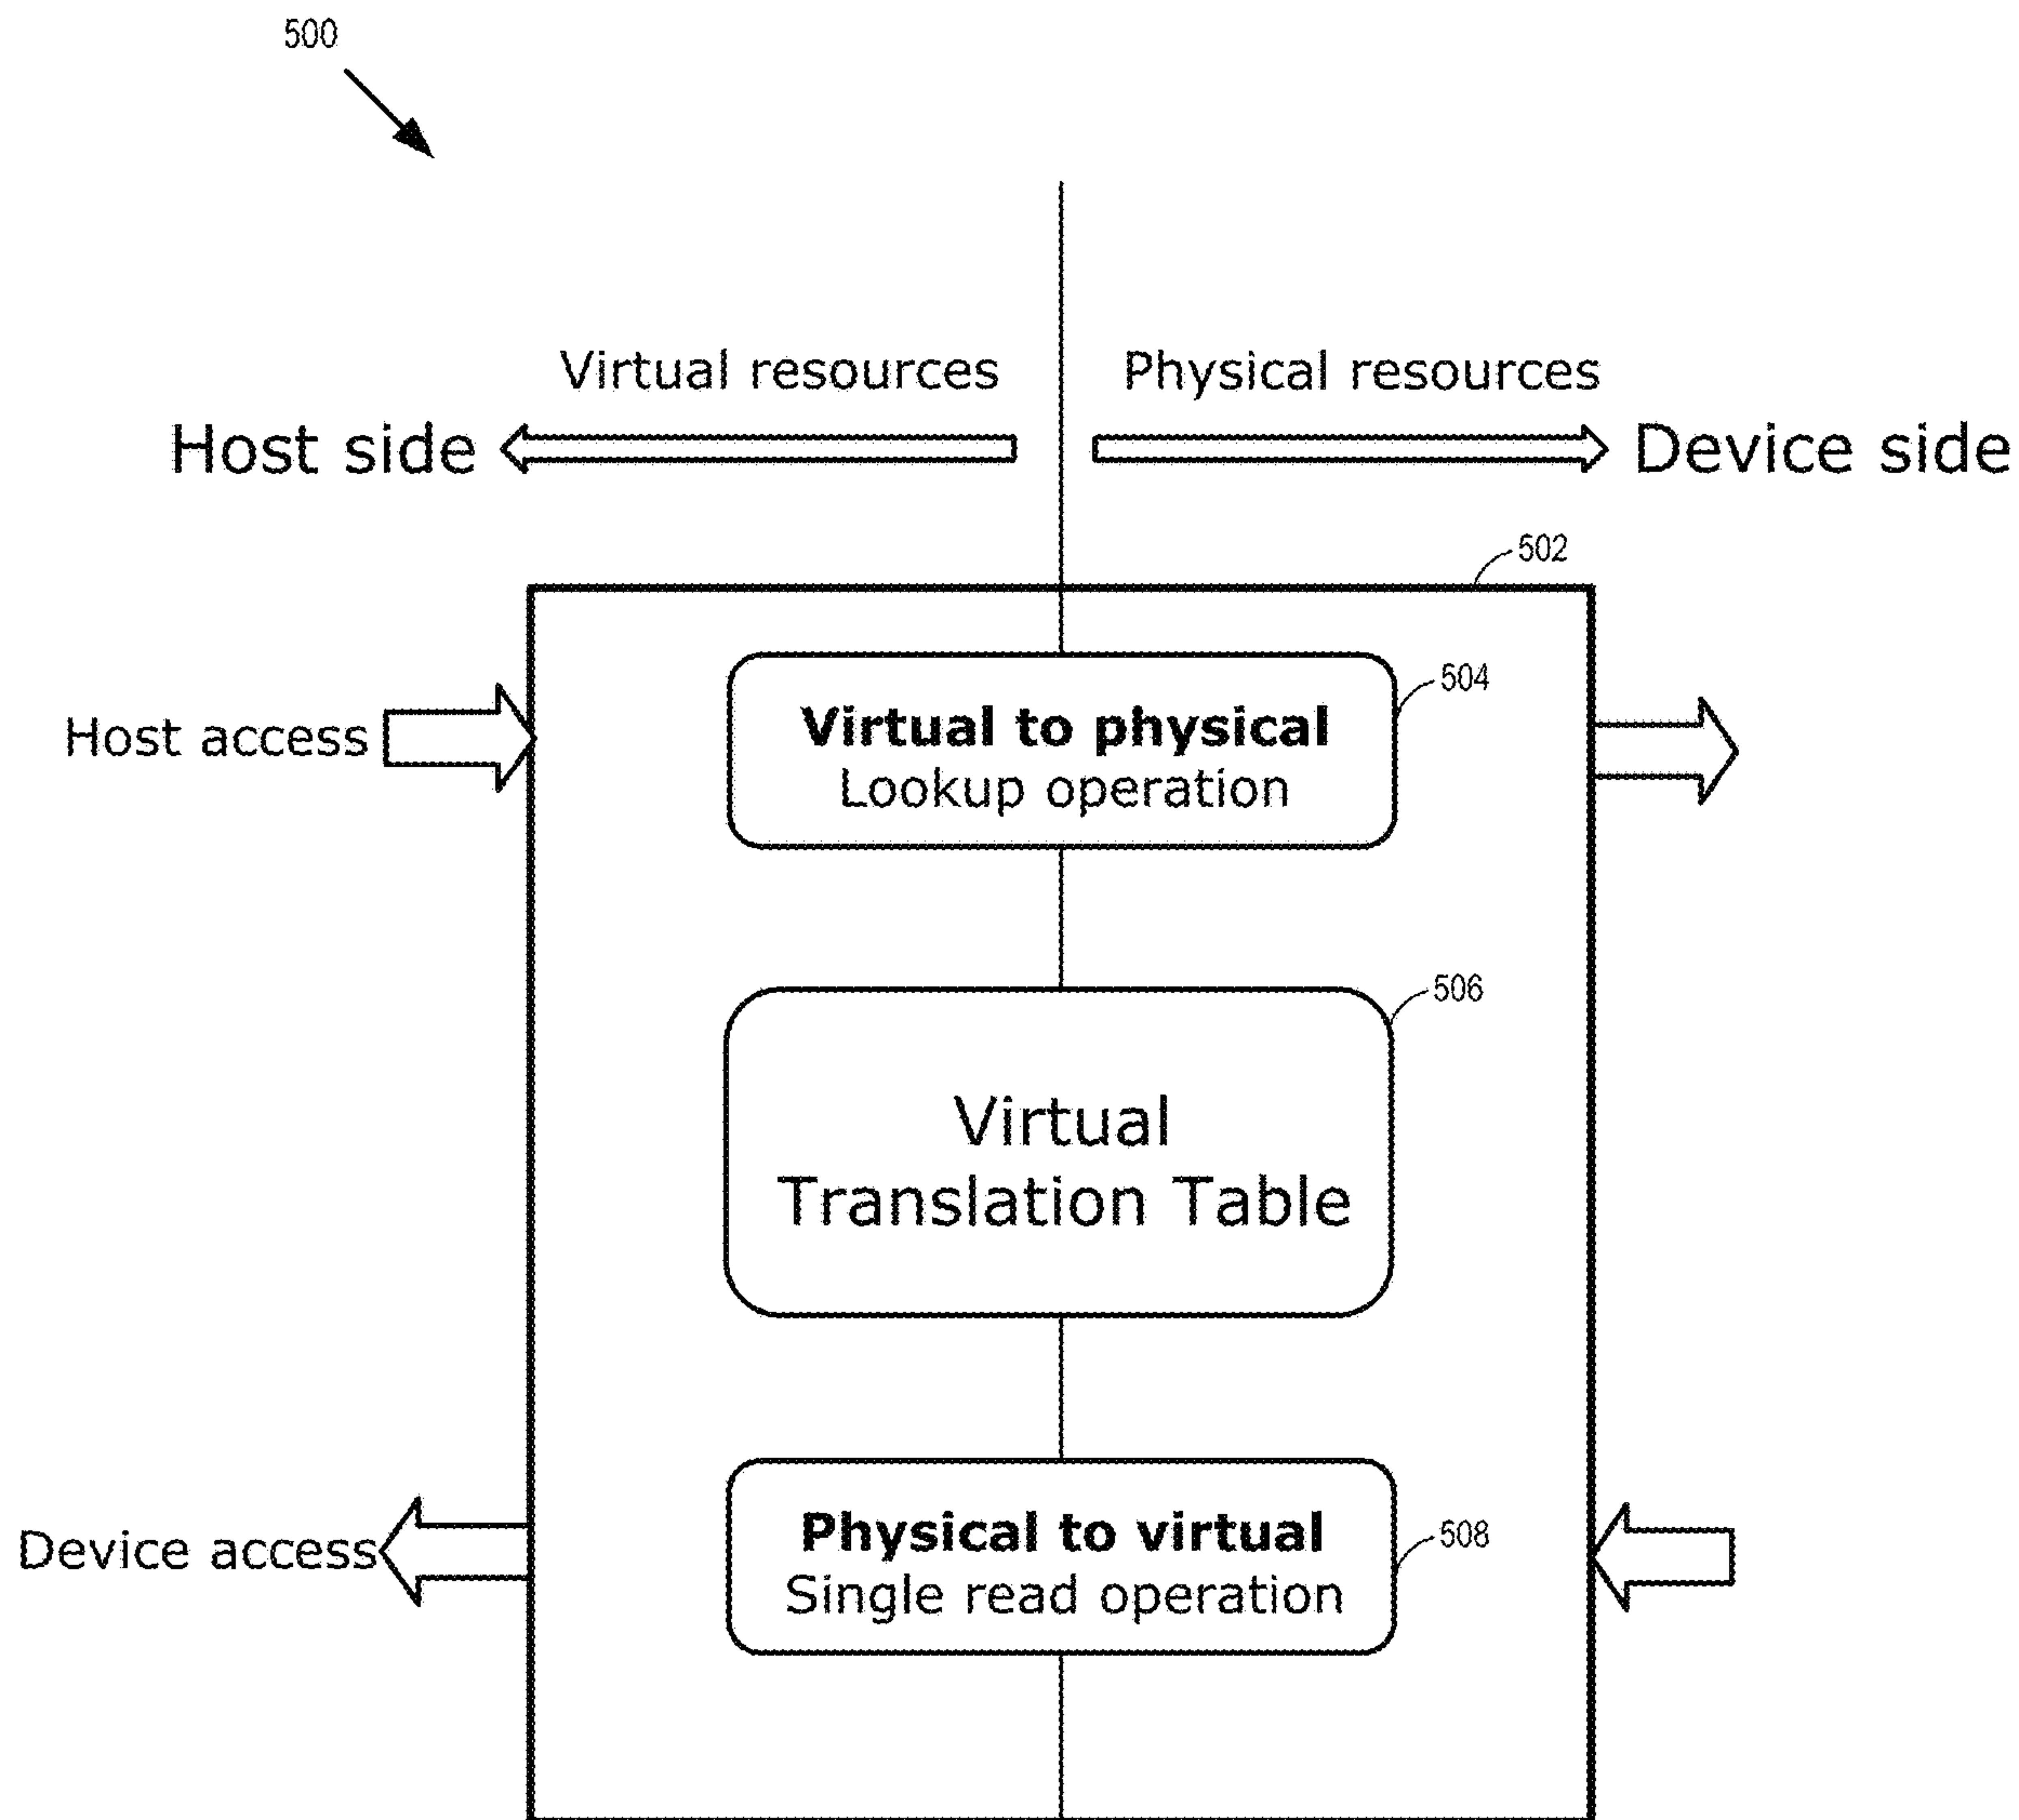 500
Virtual resources
Physical resources
Host side
Device side
502
504
Host access
Virtual to physical
Lookup operation
506
Virtual
Translation Table
508
Device access
Physical to virtual
Single read operation